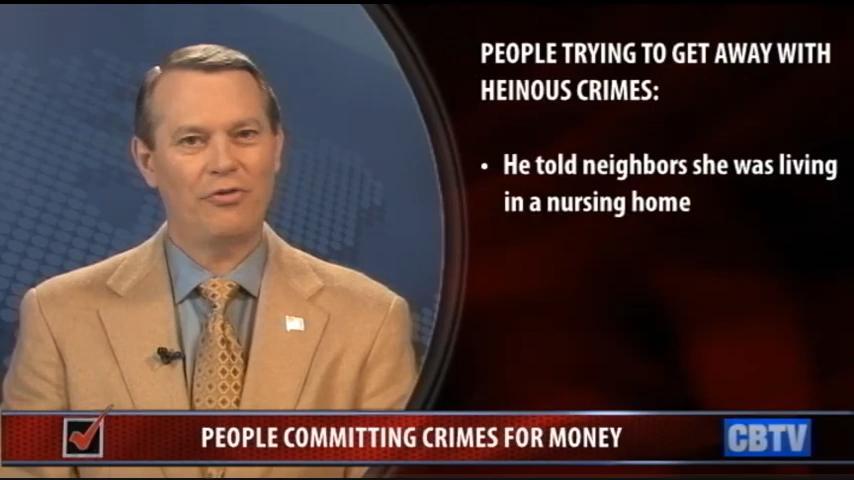 PEOPLE TRYING TO GET AWAY WITH
HEINOUS CRIMES:
• He told neighbors she was living
in a nursing home
PEOPLE COMMITTING CRIMES FOR MONEY
CBTV